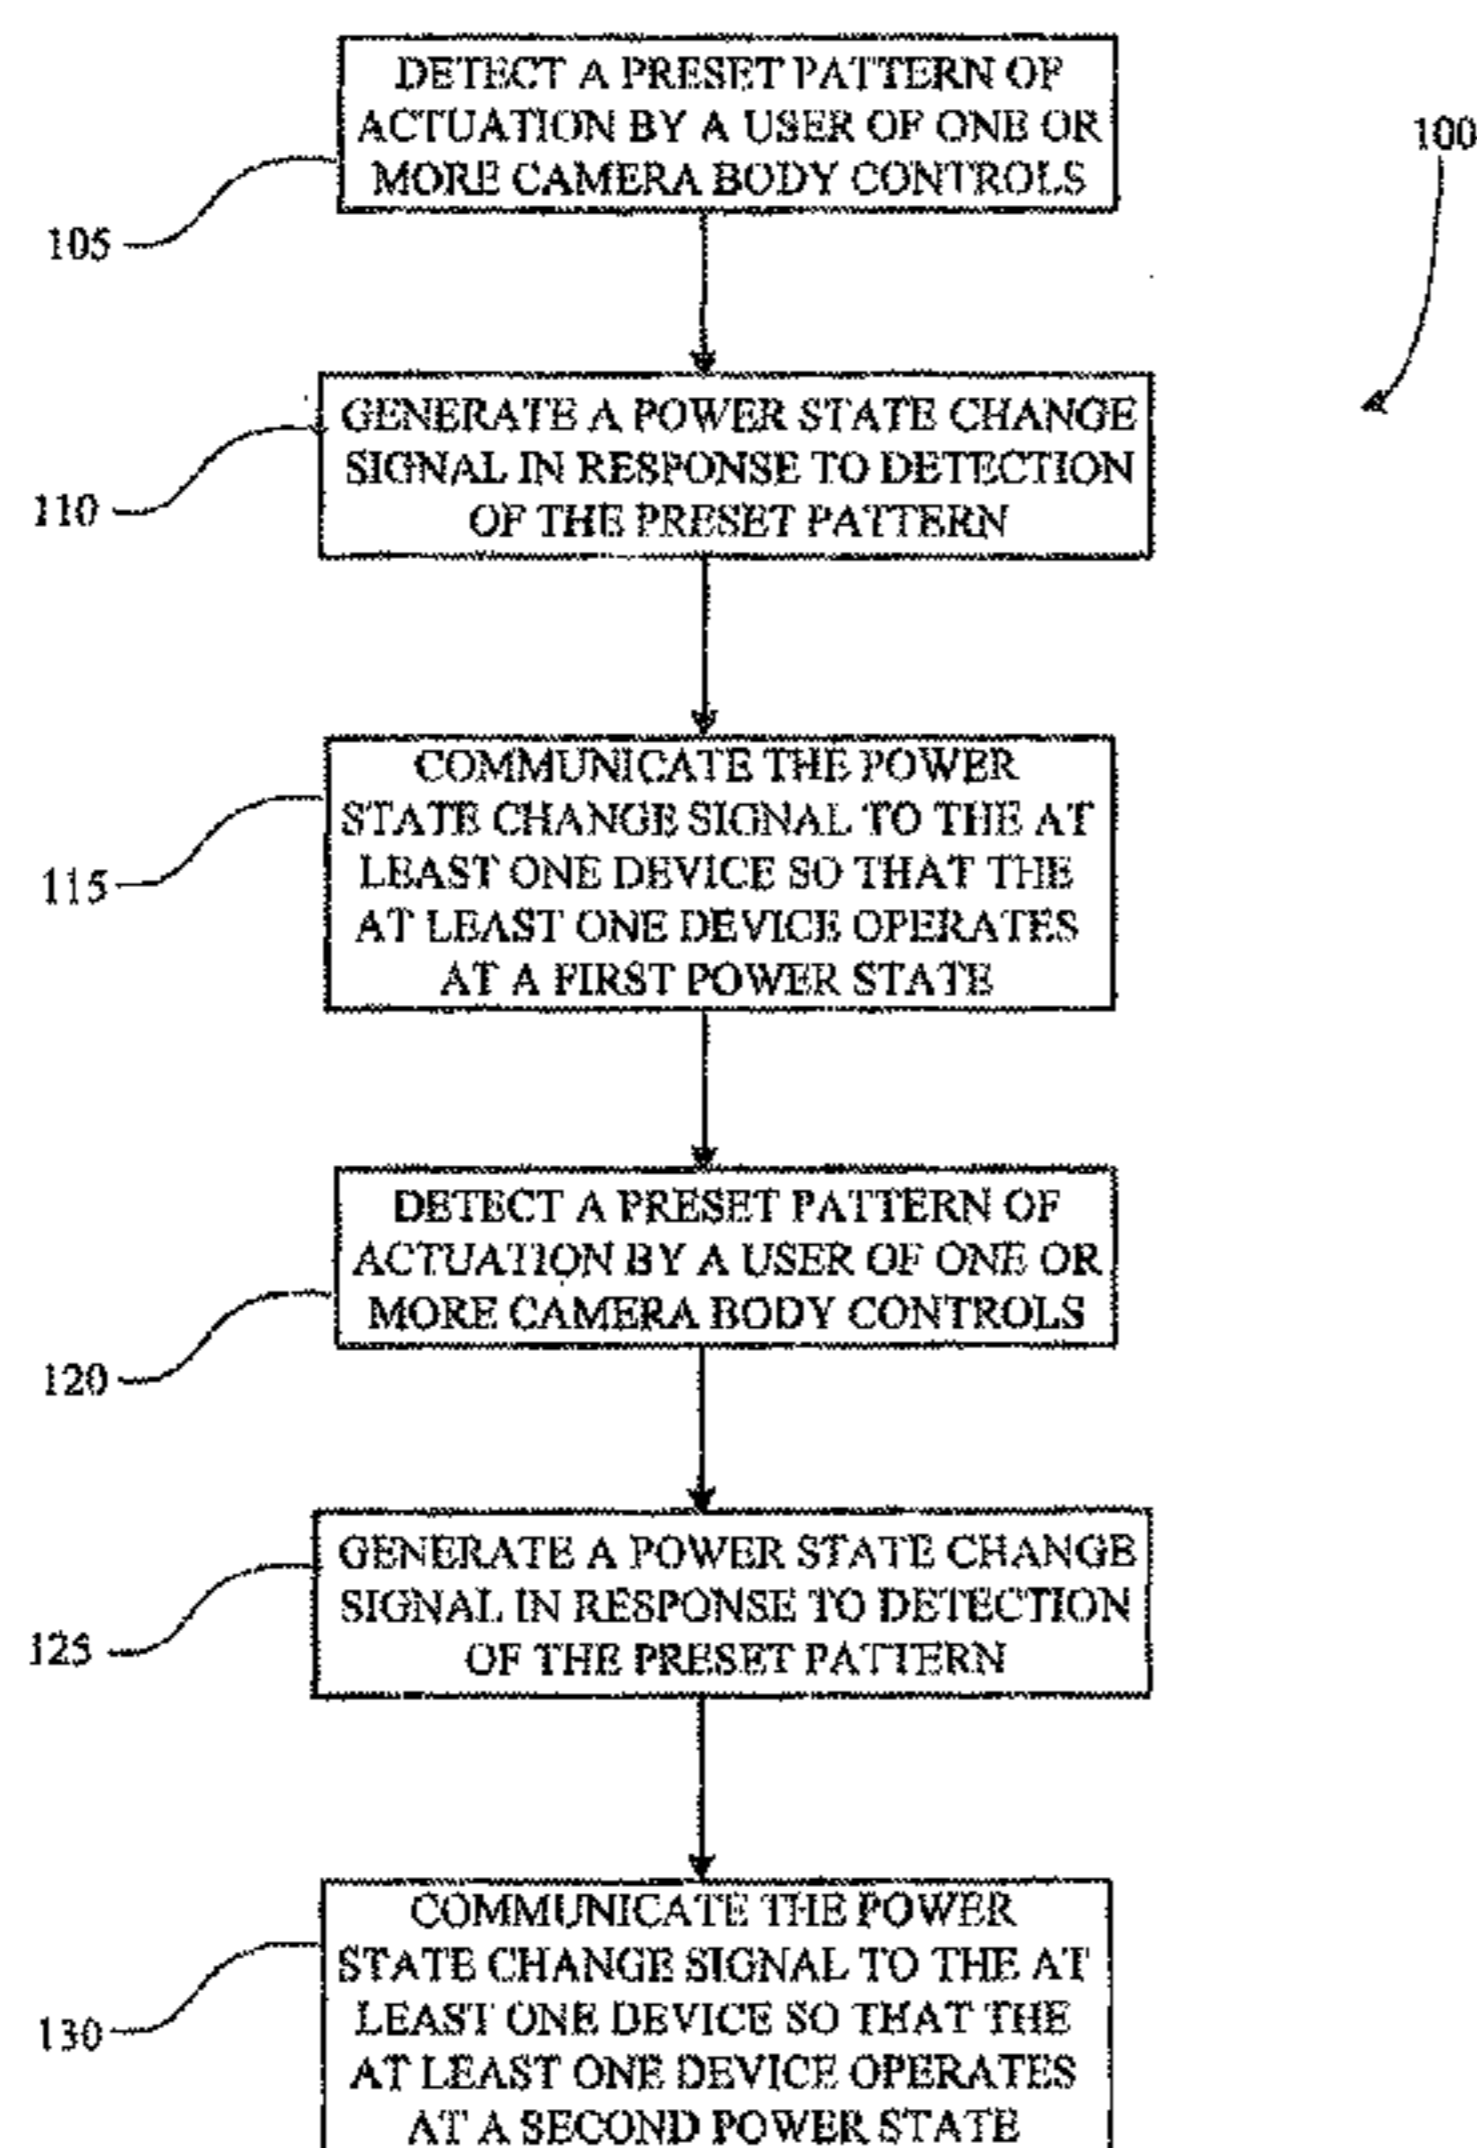 DETECT A PRESET PATTERN OF
ACTUATION BY A USER OF ONE OR
MORE CAMERA BODY CONTROLS
100
105
GENERATE A POWER STATE CHANGE
SIGNAL IN RESPONSE TO DETECTION
OF THE PRESET PATTERN
110
COMMUNICATE THE POWER
STATE CHANGE SIGNAL TO THE AT
LEAST ONE DEVICE SO THAT THE
AT LEAST ONE DEVICE OPERATES
AT A FIRST POWER STATE
115
DETECT A PRESET PATTERN OF
ACTUATION BY A USER OF ONE OR
MORE CAMERA BODY CONTROLS
120
GENERATE A POWER STATE CHANGE
SIGNAL IN RESPONSE TO DETECTION
OF THE PRESET PATTERN
125
COMMUNICATE THE POWER
STATE CHANGE SIGNAL TO THE AT
LEAST ONE DEVICE SO THAT THE
AT LEAST ONE DEVICE OPERATES
AT A SECOND POWER STATE
130